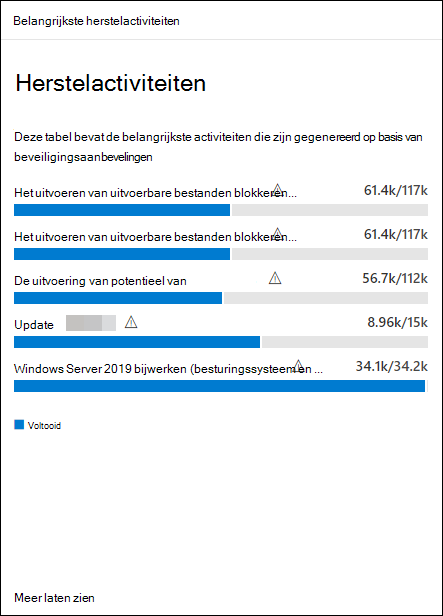 Belangrijkste herstelactiviteiten
Herstelactiviteiten
Deze tabel bevat de belangrijkste activiteiten die zijn gegenereerd op basis van
beveiligingsaanbevelingen
Het uitvoeren van uitvoerbare bestanden blokkeren... 61.4k/117k
Het uitvoeren van uitvoerbare bestanden blokkeren... 61.4k/117k
De uitvoering van potentieel van 56.7k/112k
Update 8.96k/15k
Windows Server 2019 bijwerken (besturingssysteem en ... 34.1k/34.2k
Voltooid
Meer laten zien